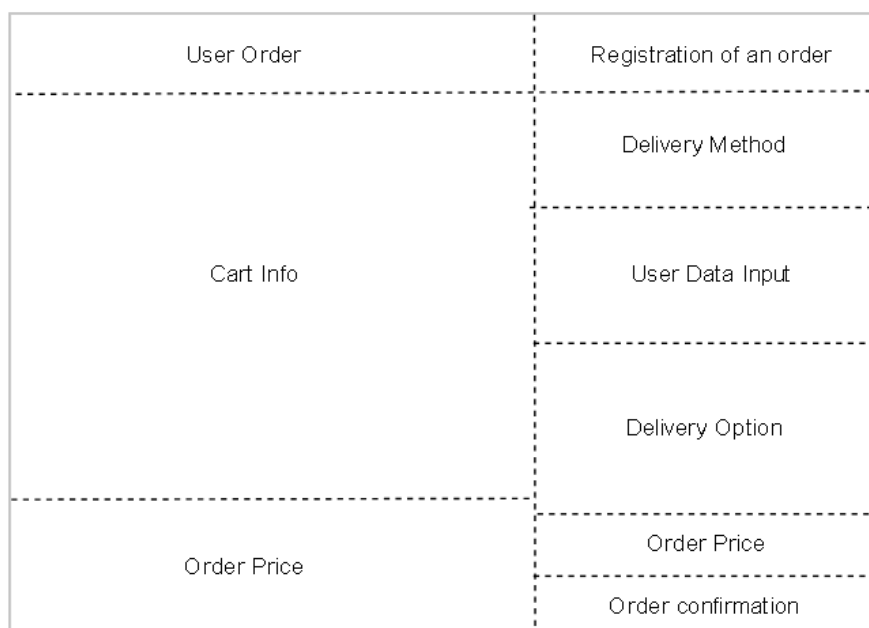 User Order
Registration of an order
Delivery Method
Cart Info
User Data Input
Delivery Option
Order Price
Order Price
Order confirmation